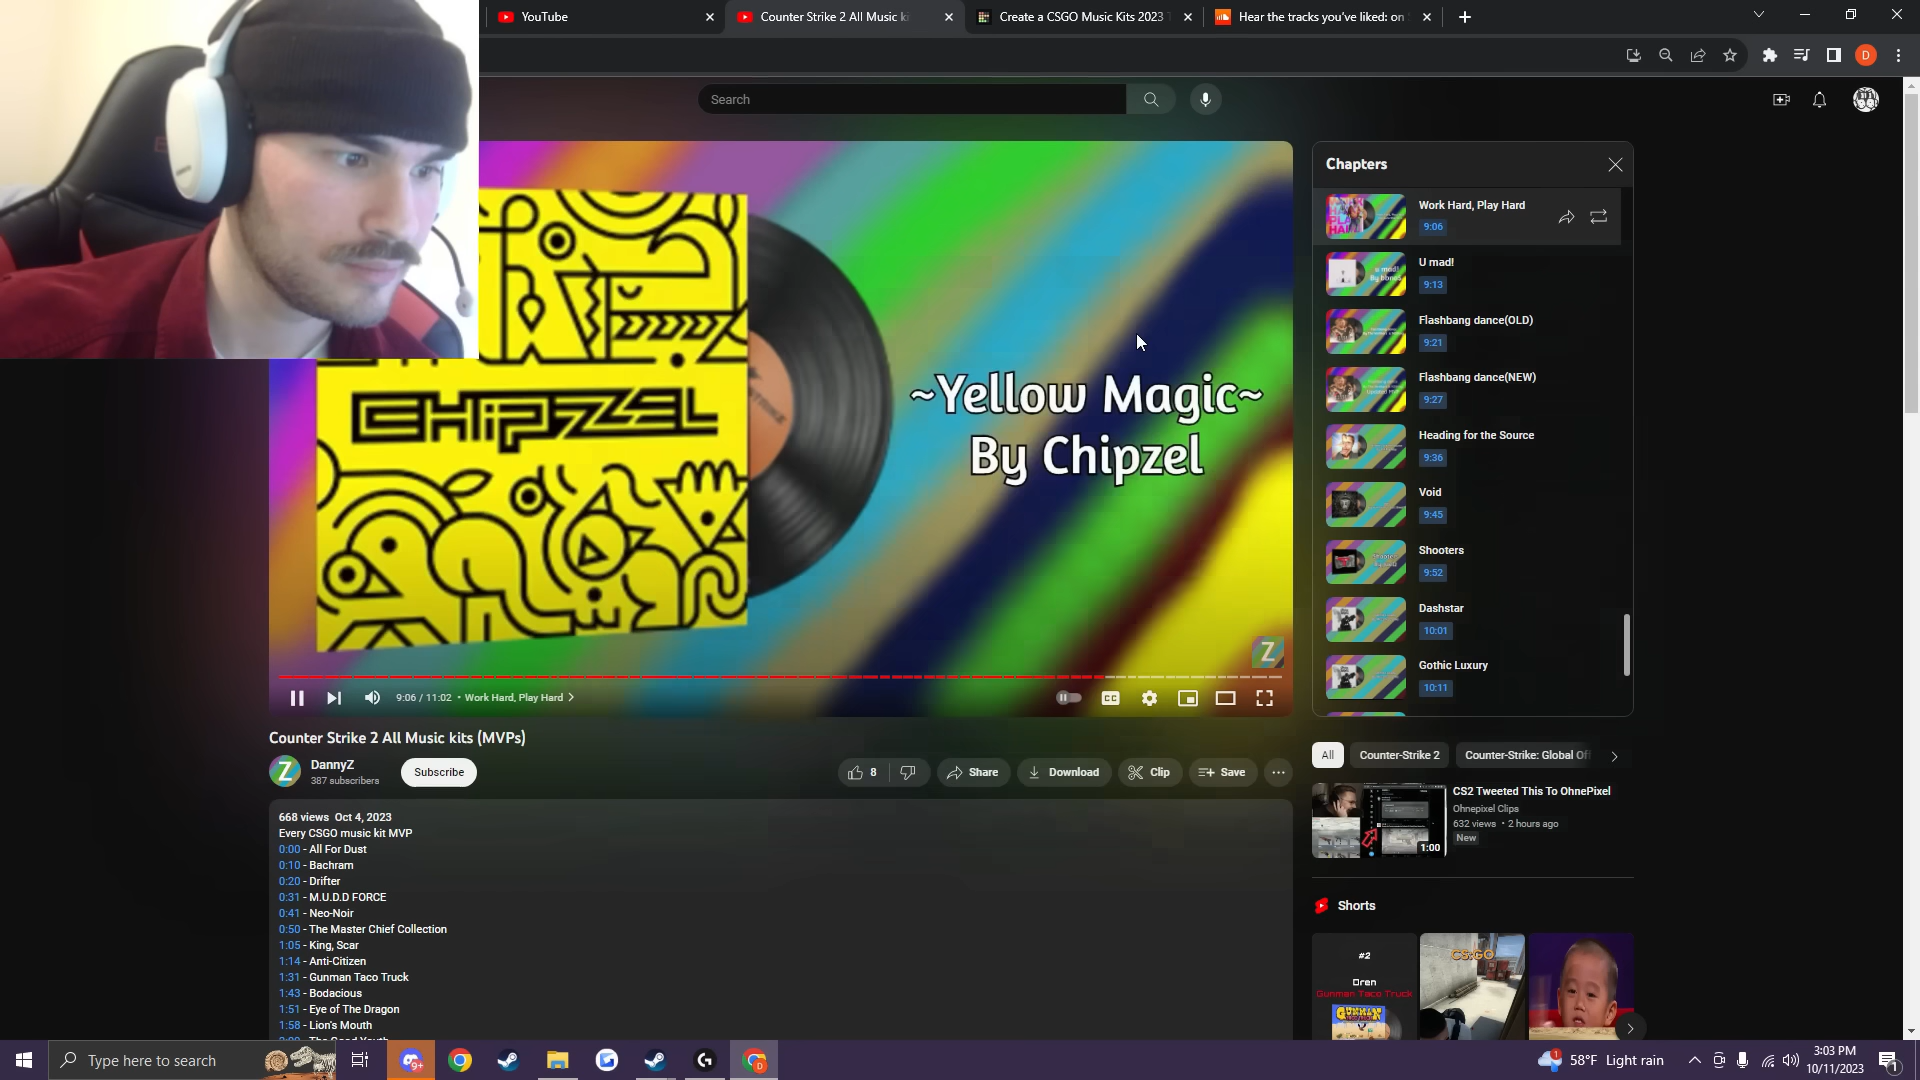 YouTube
Counter Strike 2 All Music ki
Create a CSGO Music Kits 2023 T
Hear the tracks you've liked: on
D
Search
CHIPZEL
~Yellow Magic~
By Chipzel
Z
9:06 / 11:02 • Work Hard, Play Hard
CC
Chapters
Work Hard, Play Hard
9:06
U mad!
9:13
Flashbang dance(OLD)
9:21
Flashbang dance(NEW)
9:27
Heading for the Source
9:36
Void
9:45
Shooters
9:52
Dashstar
10:01
Gothic Luxury
10:11
Counter Strike 2 All Music kits (MVPs)
Z
DannyZ
387 subscribers
Subscribe
8
Share
Download
Clip
Save
668 views Oct 4, 2023
Every CSGO music kit MVP
0:00 - All For Dust
0:10 - Bachram
0:20 - Drifter
0:31 - M.U.D.D FORCE
0:41 - Neo-Noir
0:50 - The Master Chief Collection
1:05 - King, Scar
1:14 - Anti-Citizen
1:31 - Gunman Taco Truck
1:43 - Bodacious
1:51 - Eye of The Dragon
1:58 - Lion's Mouth
All
Counter-Strike 2
Counter-Strike: Global Of
CS2 Tweeted This To OhnePixel
Ohnepixel Clips
632 views • 2 hours ago
New
1:00
Shorts
#2
Dren
Gunman Taco Truck
GUNMAN
CS:GO
Type here to search
9+
D
58°F Light rain
3:03 PM
10/11/2023
1